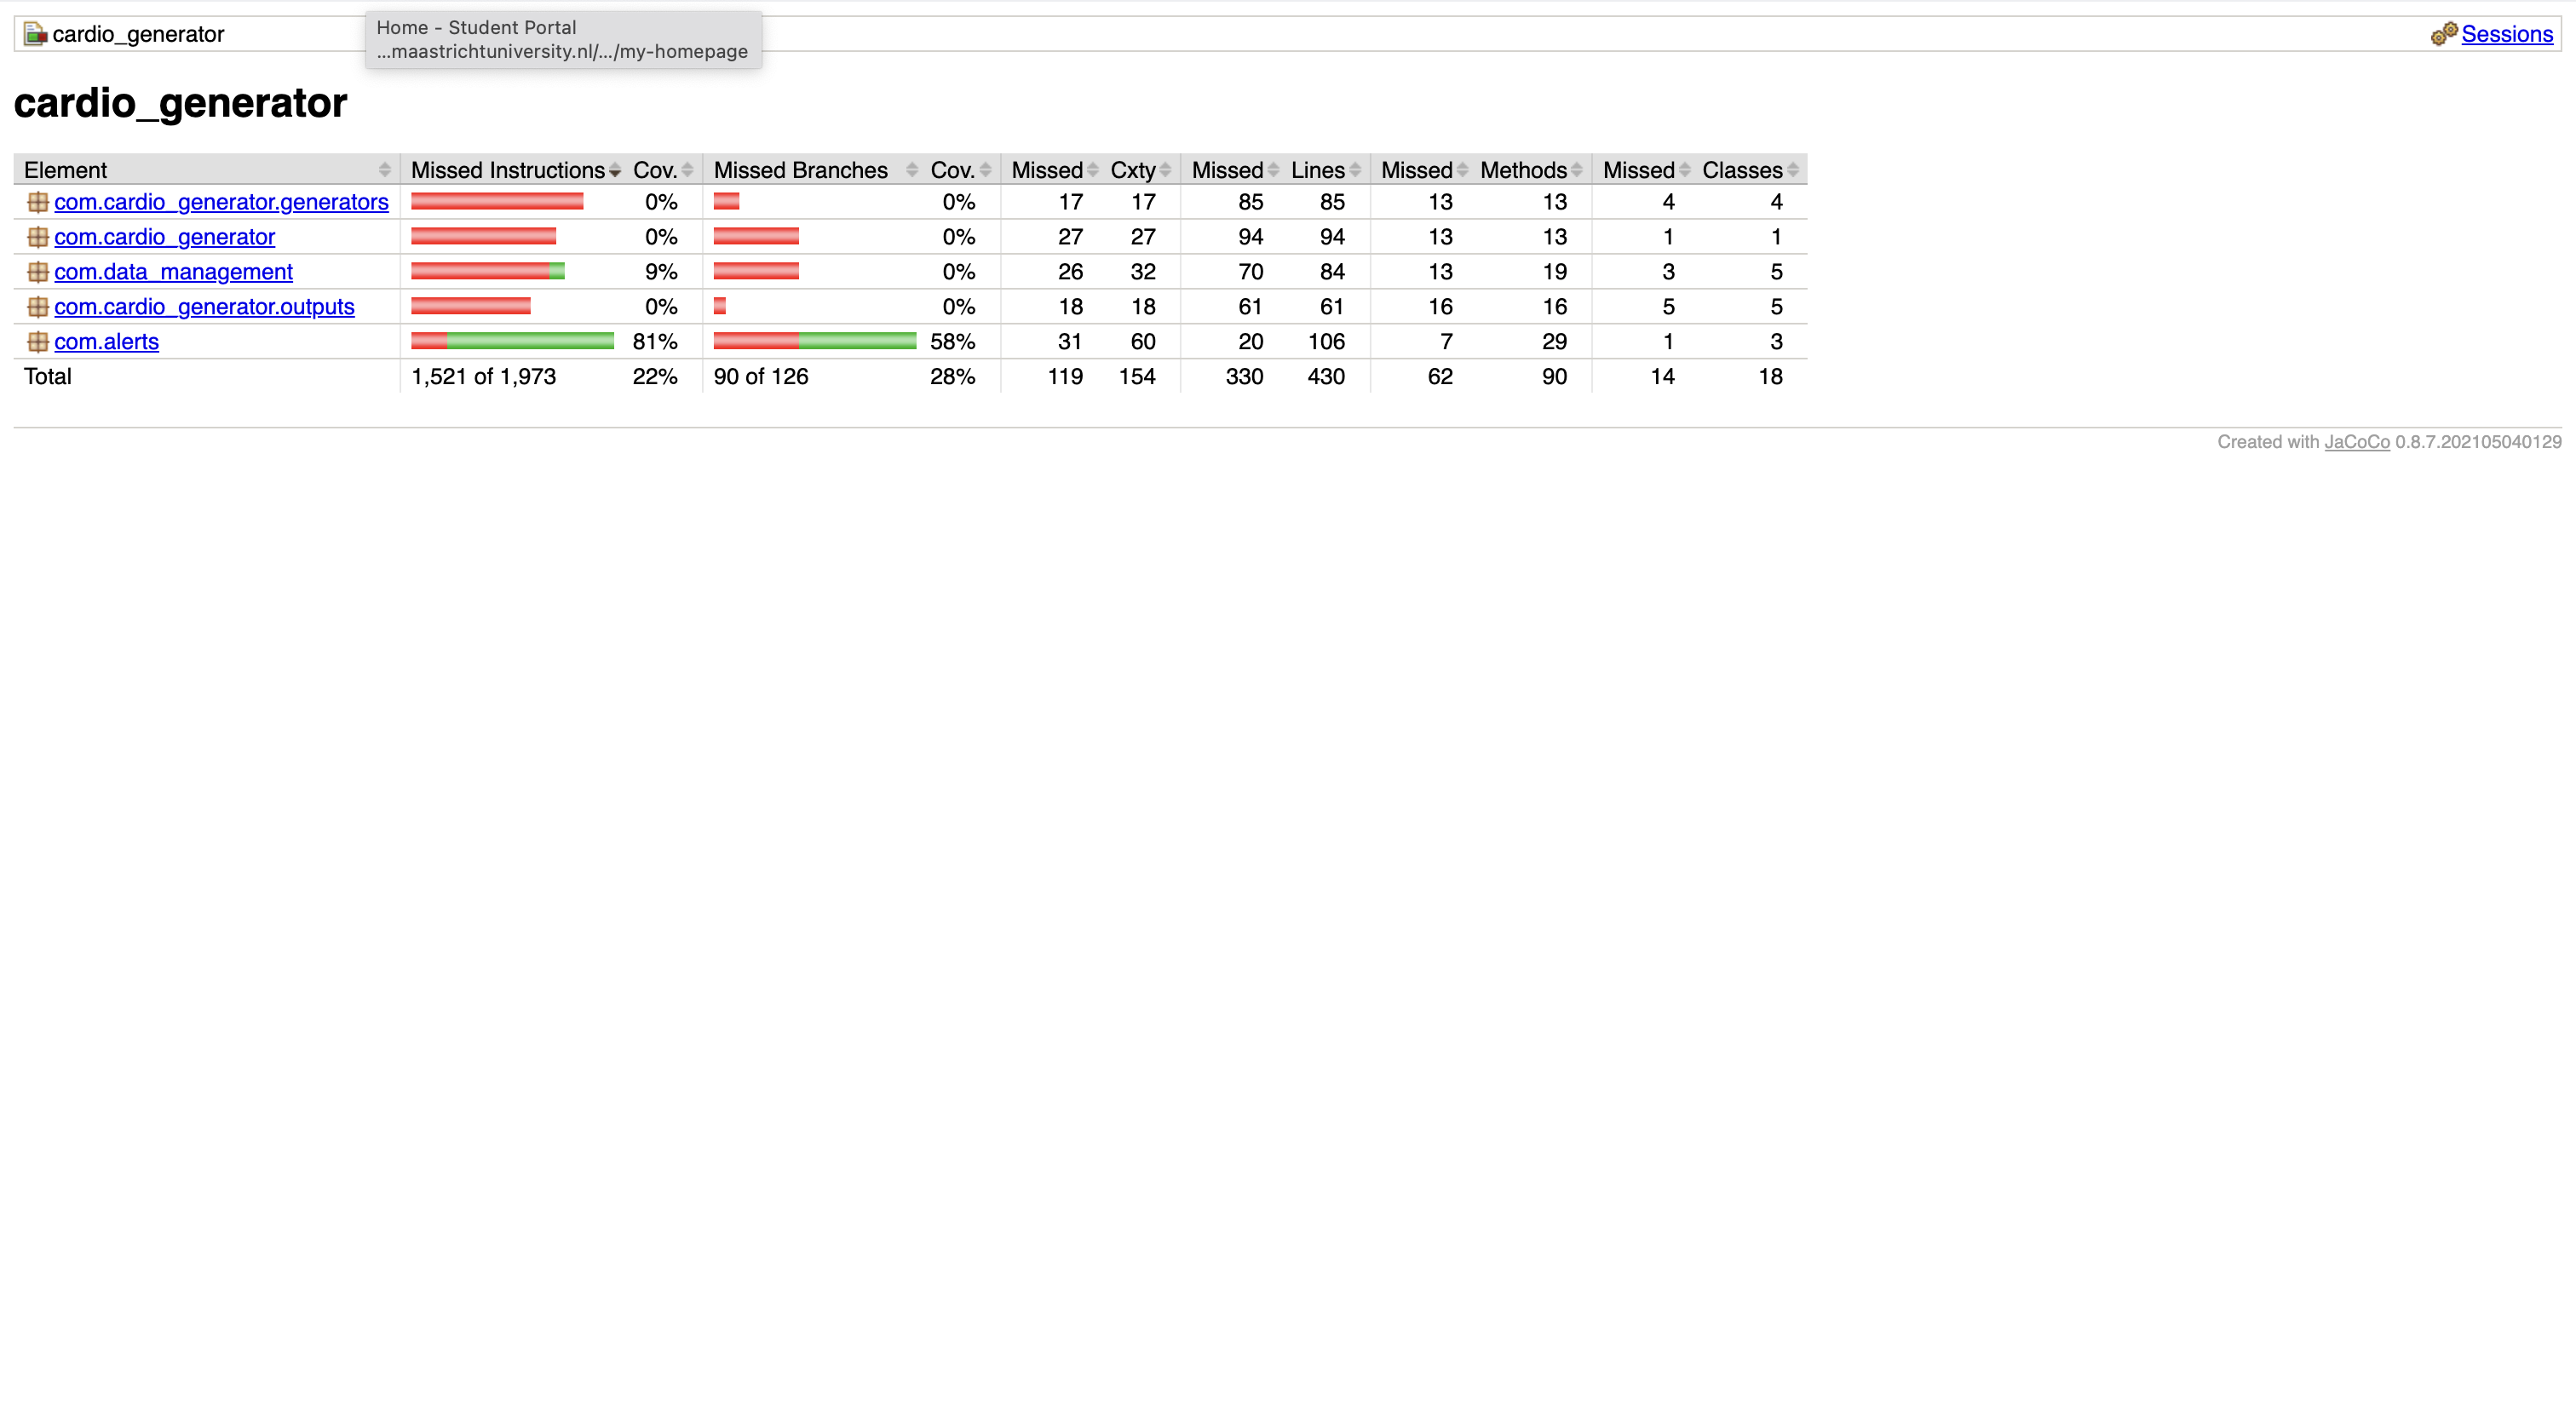 cardio_generator
Home - Student Portal
...maastrichtuniversity.nl/.../my-homepage
Sessions
cardio_generator
Element Missed Instructions Cov. Missed Branches Cov. Missed Cxty Missed Lines Missed Methods Missed Classes
com.cardio_generator.generators 0% 0% 17 17 85 85 13 13 4 4
com.cardio_generator 0% 0% 27 27 94 94 13 13 1 1
com.data_management 9% 0% 26 32 70 84 13 19 3 5
com.cardio_generator.outputs 0% 0% 18 18 61 61 16 16 5 5
com.alerts 81% 58% 31 60 20 106 7 29 1 3
Total 1,521 of 1,973 22% 90 of 126 28% 119 154 330 430 62 90 14 18
Created with JaCoCo 0.8.7.202105040129